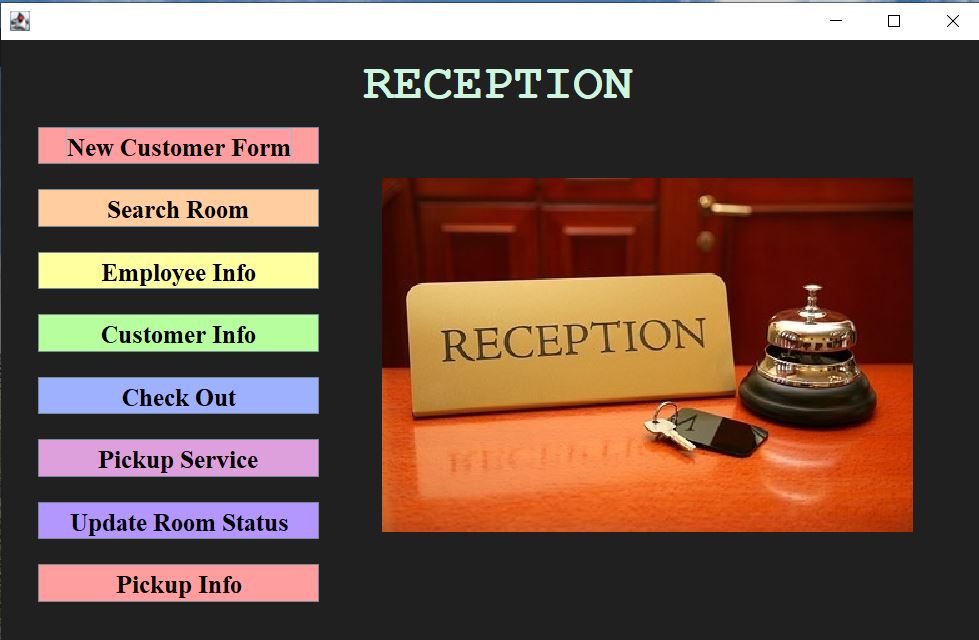 RECEPTION
New Customer Form
Search Room
Employee Info
Customer Info
Check Out
Pickup Service
Update Room Status
Pickup Info
RECEPTION